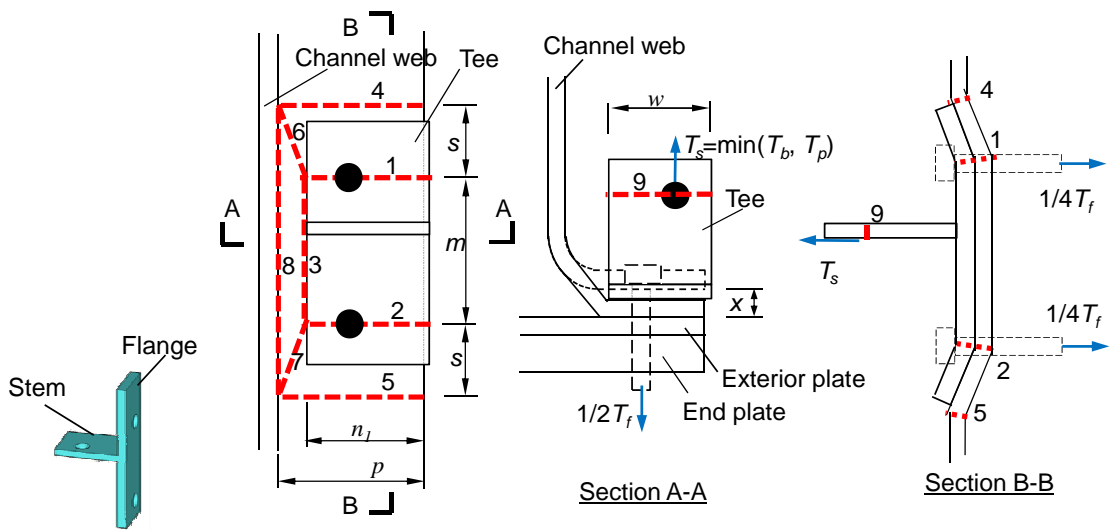 B
Channel web
Tee
4
6
s
1
A
A
m
8
3
2
7
s
5
n1
p
B
Flange
Stem
Channel web
w
Ts=min(Tb, Tp)
9
Tee
x
Exterior plate
End plate
1/2Tf
Section A-A
4
1
1/4Tf
9
Ts
1/4Tf
2
5
Section B-B